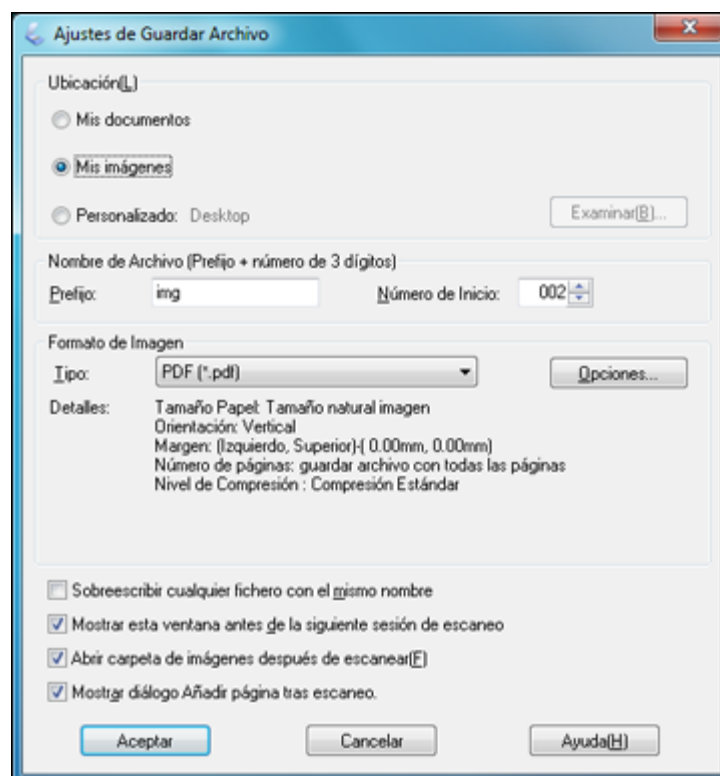 Ajustes de Guardar Archivo
Ubicación(L)
Mis documentos
Mis imágenes
Personalizado: Desktop Examinar(B)...
Nombre de Archivo (Prefijo + número de 3 dígitos)
Prefijo: img Número de Inicio: 002
Formato de Imagen
Tipo: PDF (*.pdf) Opciones...
Detalles: Tamaño Papel: Tamaño natural imagen
Orientación: Vertical
Margen: (Izquierdo, Superior)-( 0.00mm, 0.00mm)
Número de páginas: guardar archivo con todas las páginas
Nivel de Compresión : Compresión Estándar
Sobreescribir cualquier fichero con el mismo nombre
Mostrar esta ventana antes de la siguiente sesión de escaneo
Abrir carpeta de imágenes después de escanear(F)
Mostrar diálogo Añadir página tras escaneo.
Aceptar Cancelar Ayuda(H)